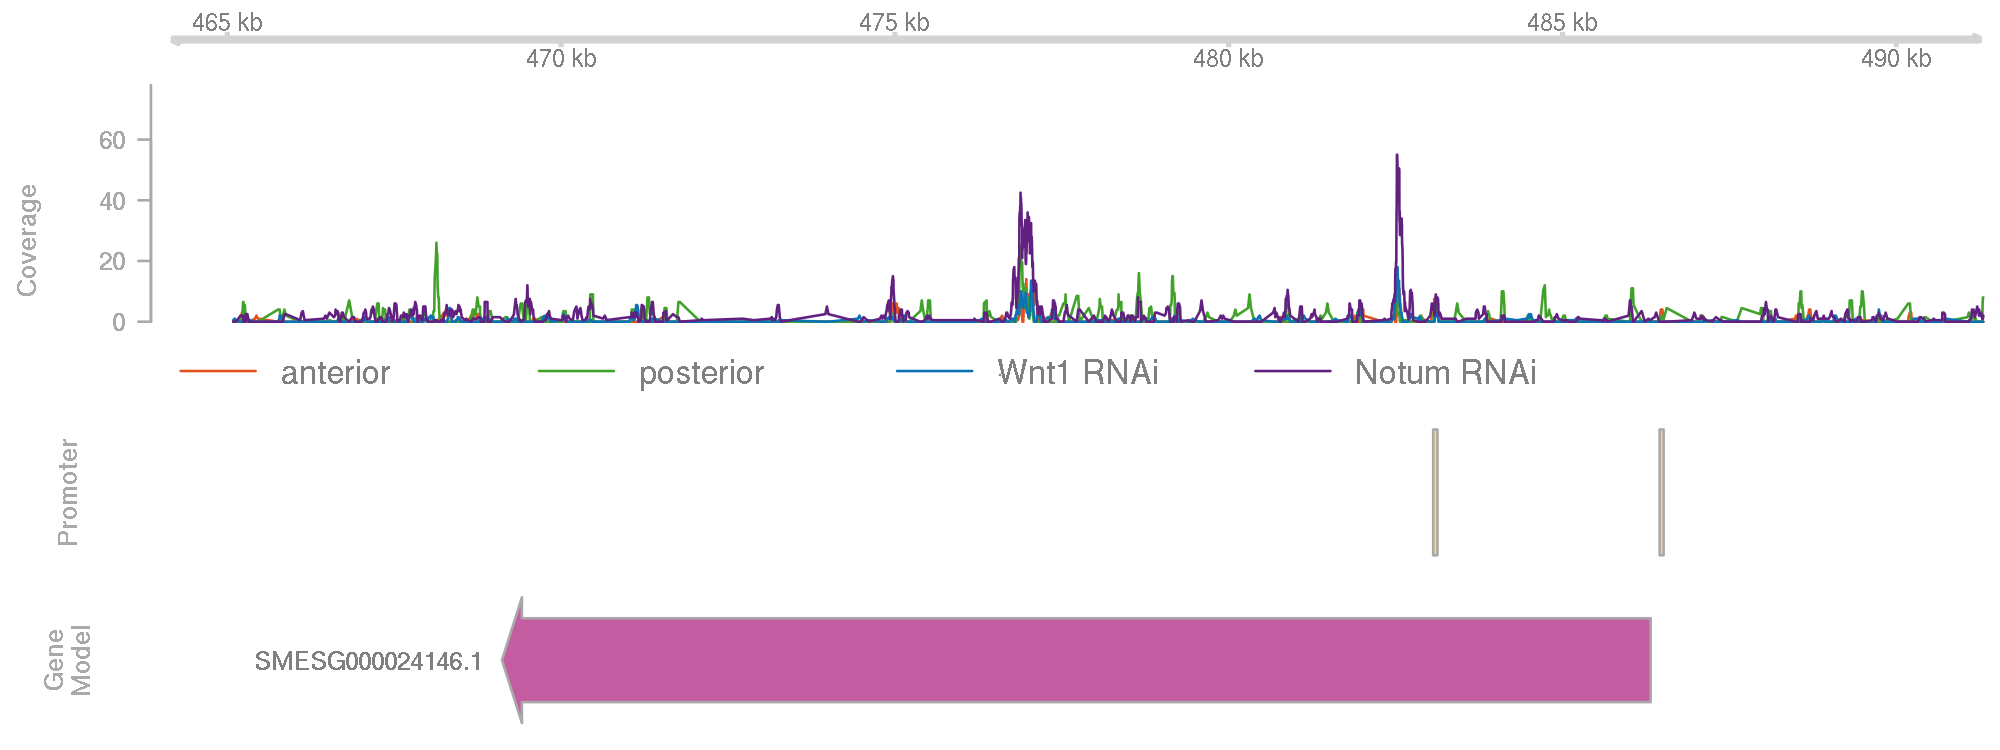 465 kb 475 kb 485 kb
470 kb 480 kb 490 kb
Coverage
60
40
20
0
anterior posterior Wnt1 RNAi Notum RNAi
Promoter
Gene
Model
SMESG000024146.1